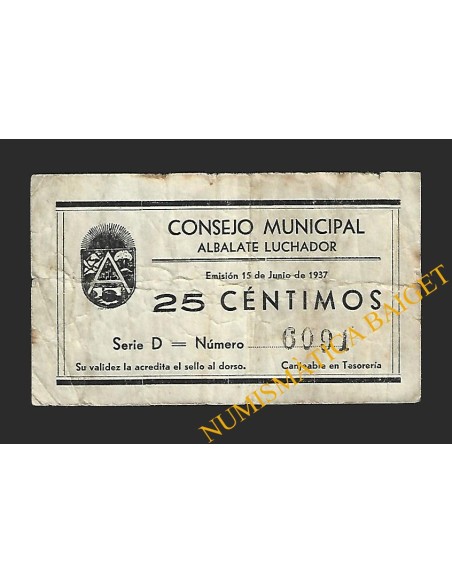 CONSEJO MUNICIPAL
ALBALATE LUCHADOR
Emisión 15 de Junio de 1937
25 CÉNTIMOS
Serie D = Número 6091
Su validez la acredita el sello al dorso. Canjeable en Tesorería
NUMISMÀTICA BAICET